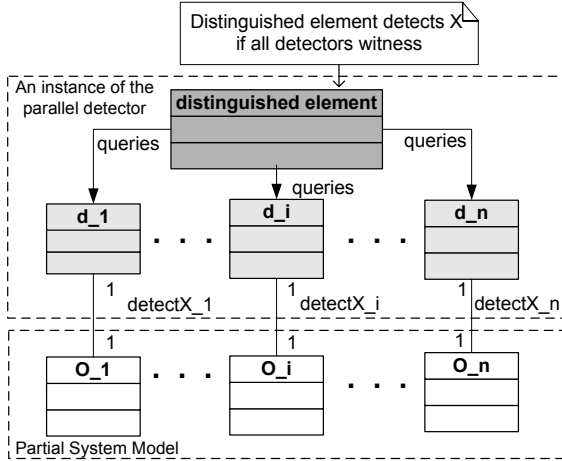 Distinguished element detects X
if all detectors witness
An instance of the
parallel detector
distinguished element
queries
queries
queries
d_1
d_i
d_n
. . .
. . .
1
detectX_1
1
detectX_i
1
detectX_n
1
1
1
O_1
O_i
O_n
. . .
. . .
Partial System Model